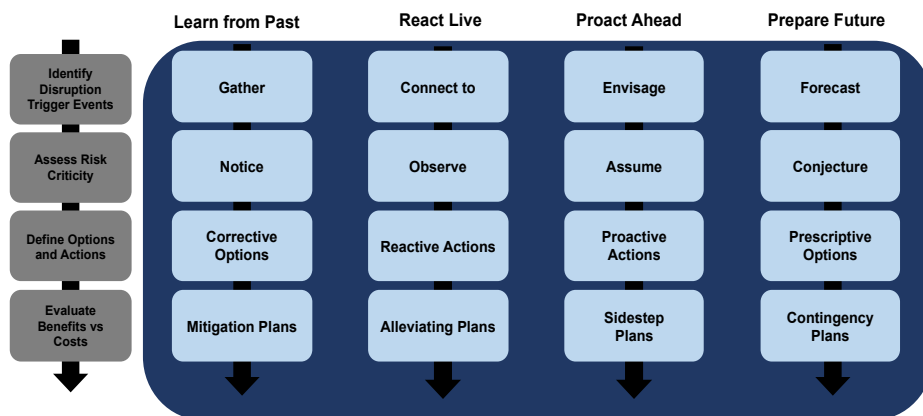 Learn from Past
React Live
Proact Ahead
Prepare Future
Identify
Disruption
Trigger Events
Gather
Connect to
Envisage
Forecast
Assess Risk
Criticity
Notice
Observe
Assume
Conjecture
Define Options
and Actions
Corrective
Options
Reactive Actions
Proactive
Actions
Prescriptive
Options
Evaluate
Benefits vs
Costs
Mitigation Plans
Alleviating Plans
Sidestep
Plans
Contingency
Plans